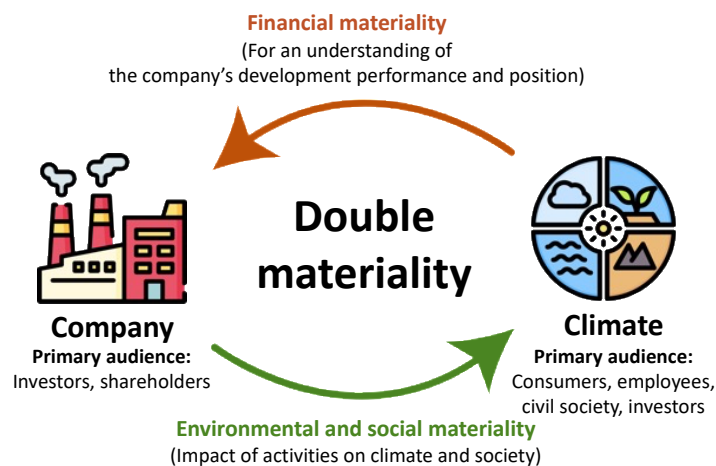 Financial materiality
(For an understanding of
the company's development performance and position)
Double
materiality
Company
Primary audience:
Investors, shareholders
Climate
Primary audience:
Consumers, employees,
civil society, investors
Environmental and social materiality
(Impact of activities on climate and society)